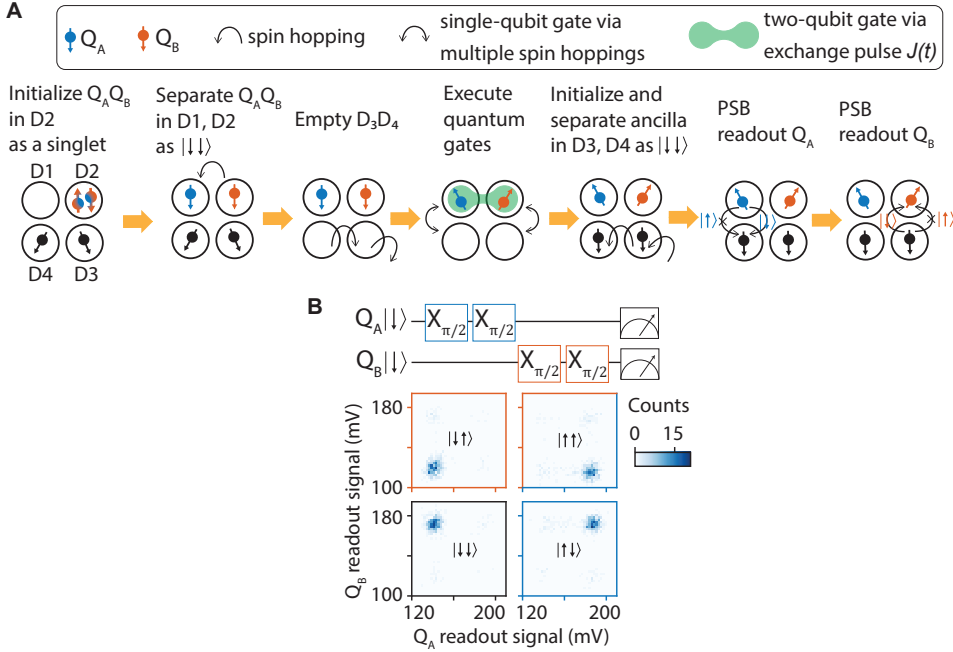 A
Q_A
Q_B
spin hopping
single-qubit gate via
multiple spin hoppings
two-qubit gate via
exchange pulse J(t)
Initialize Q_AQ_B
in D2
as a singlet
Separate Q_AQ_B
in D1, D2
as |↓↓⟩
Empty D₃D₄
Execute
quantum
gates
Initialize and
separate ancilla
in D3, D4 as |↓↓⟩
PSB
readout Q_A
PSB
readout Q_B
D1 D2
D4 D3
|↑⟩ |↓⟩
|↓⟩ |↑⟩
B
Q_A|↓⟩ X_π/2 X_π/2
Q_B|↓⟩ X_π/2 X_π/2
Q_B readout signal (mV)
180
100
|↓↑⟩
|↑↑⟩
Counts
0 15
180
100
|↓↓⟩
|↑↓⟩
120 200 120 200
Q_A readout signal (mV)